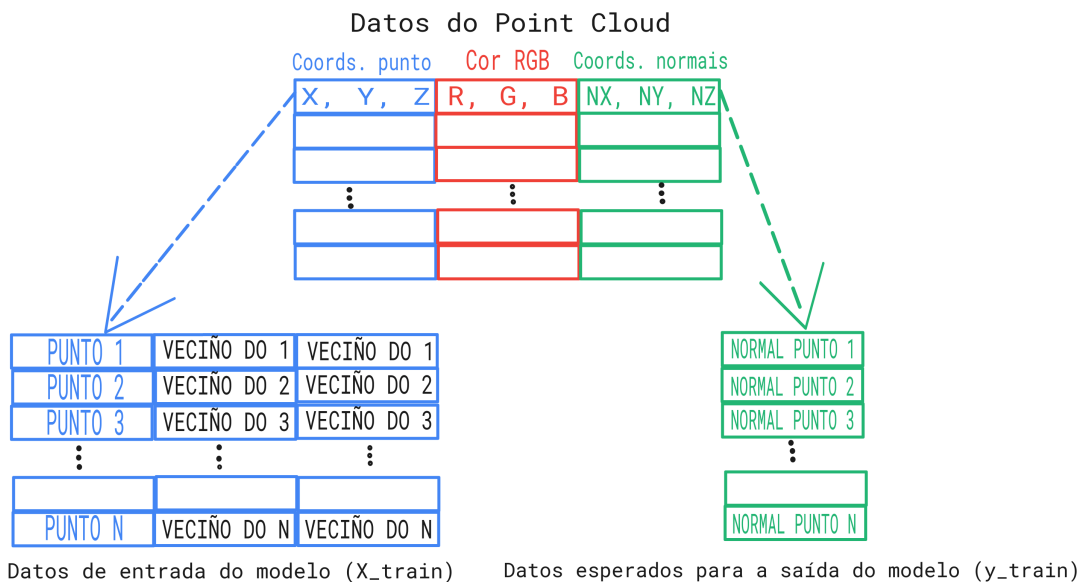 Datos do Point Cloud
Coords. punto Cor RGB Coords. normais
X, Y, Z R, G, B NX, NY, NZ
PUNTO 1 VECIÑO DO 1 VECIÑO DO 1 NORMAL PUNTO 1
PUNTO 2 VECIÑO DO 2 VECIÑO DO 2 NORMAL PUNTO 2
PUNTO 3 VECIÑO DO 3 VECIÑO DO 3 NORMAL PUNTO 3
PUNTO N VECIÑO DO N VECIÑO DO N NORMAL PUNTO N
Datos de entrada do modelo (X_train) Datos esperados para a saída do modelo (y_train)